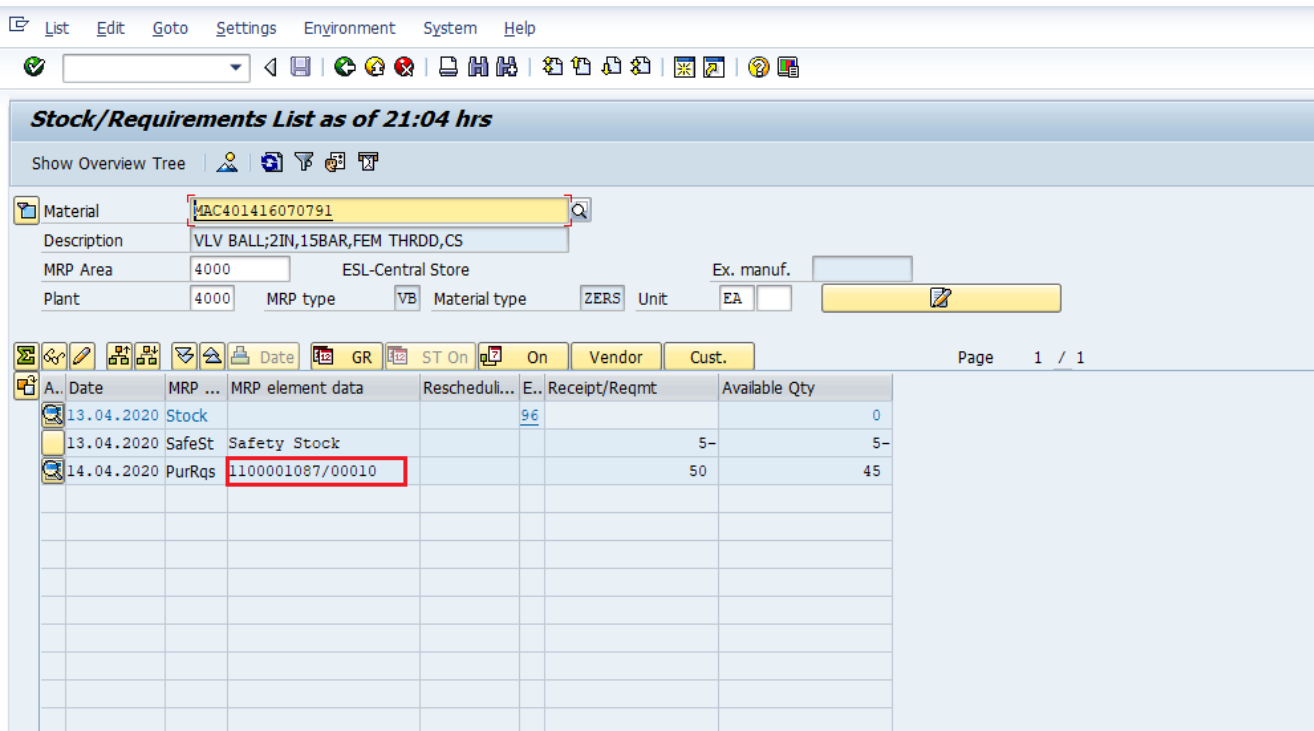 List Edit Goto Settings Environment System Help
Stock/Requirements List as of 21:04 hrs
Show Overview Tree
Material MAC401416070791
Description VLV BALL;2IN,15BAR,FEM THRDD,CS
MRP Area 4000 ESL-Central Store Ex. manuf.
Plant 4000 MRP type VB Material type ZERS Unit EA
Date GR ST On On Vendor Cust. Page 1 / 1
A.. Date MRP ... MRP element data Rescheduli... E.. Receipt/Reqmt Available Qty
13.04.2020 Stock 96 0
13.04.2020 SafeSt Safety Stock 5- 5-
14.04.2020 PurRqs 1100001087/00010 50 45